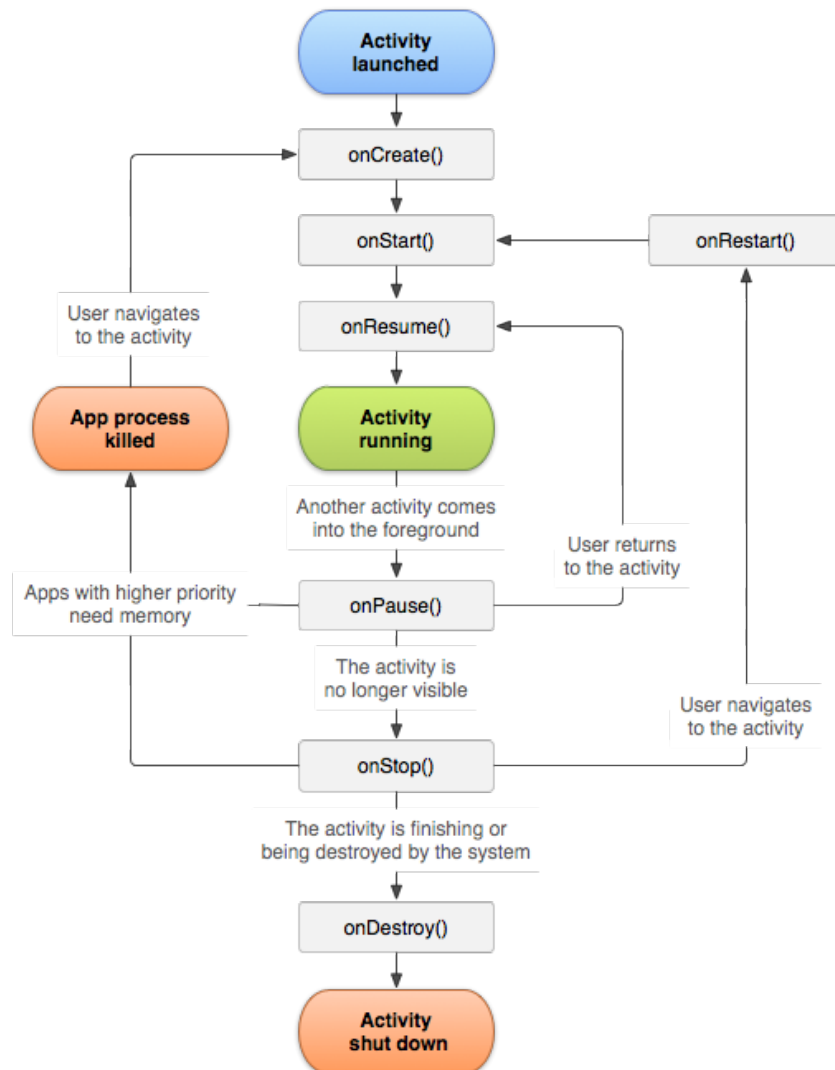 Activity
launched
onCreate()
onStart()
onRestart()
onResume()
User navigates
to the activity
App process
killed
Activity
running
Another activity comes
into the foreground
User returns
to the activity
Apps with higher priority
need memory
onPause()
The activity is
no longer visible
User navigates
to the activity
onStop()
The activity is finishing or
being destroyed by the system
onDestroy()
Activity
shut down